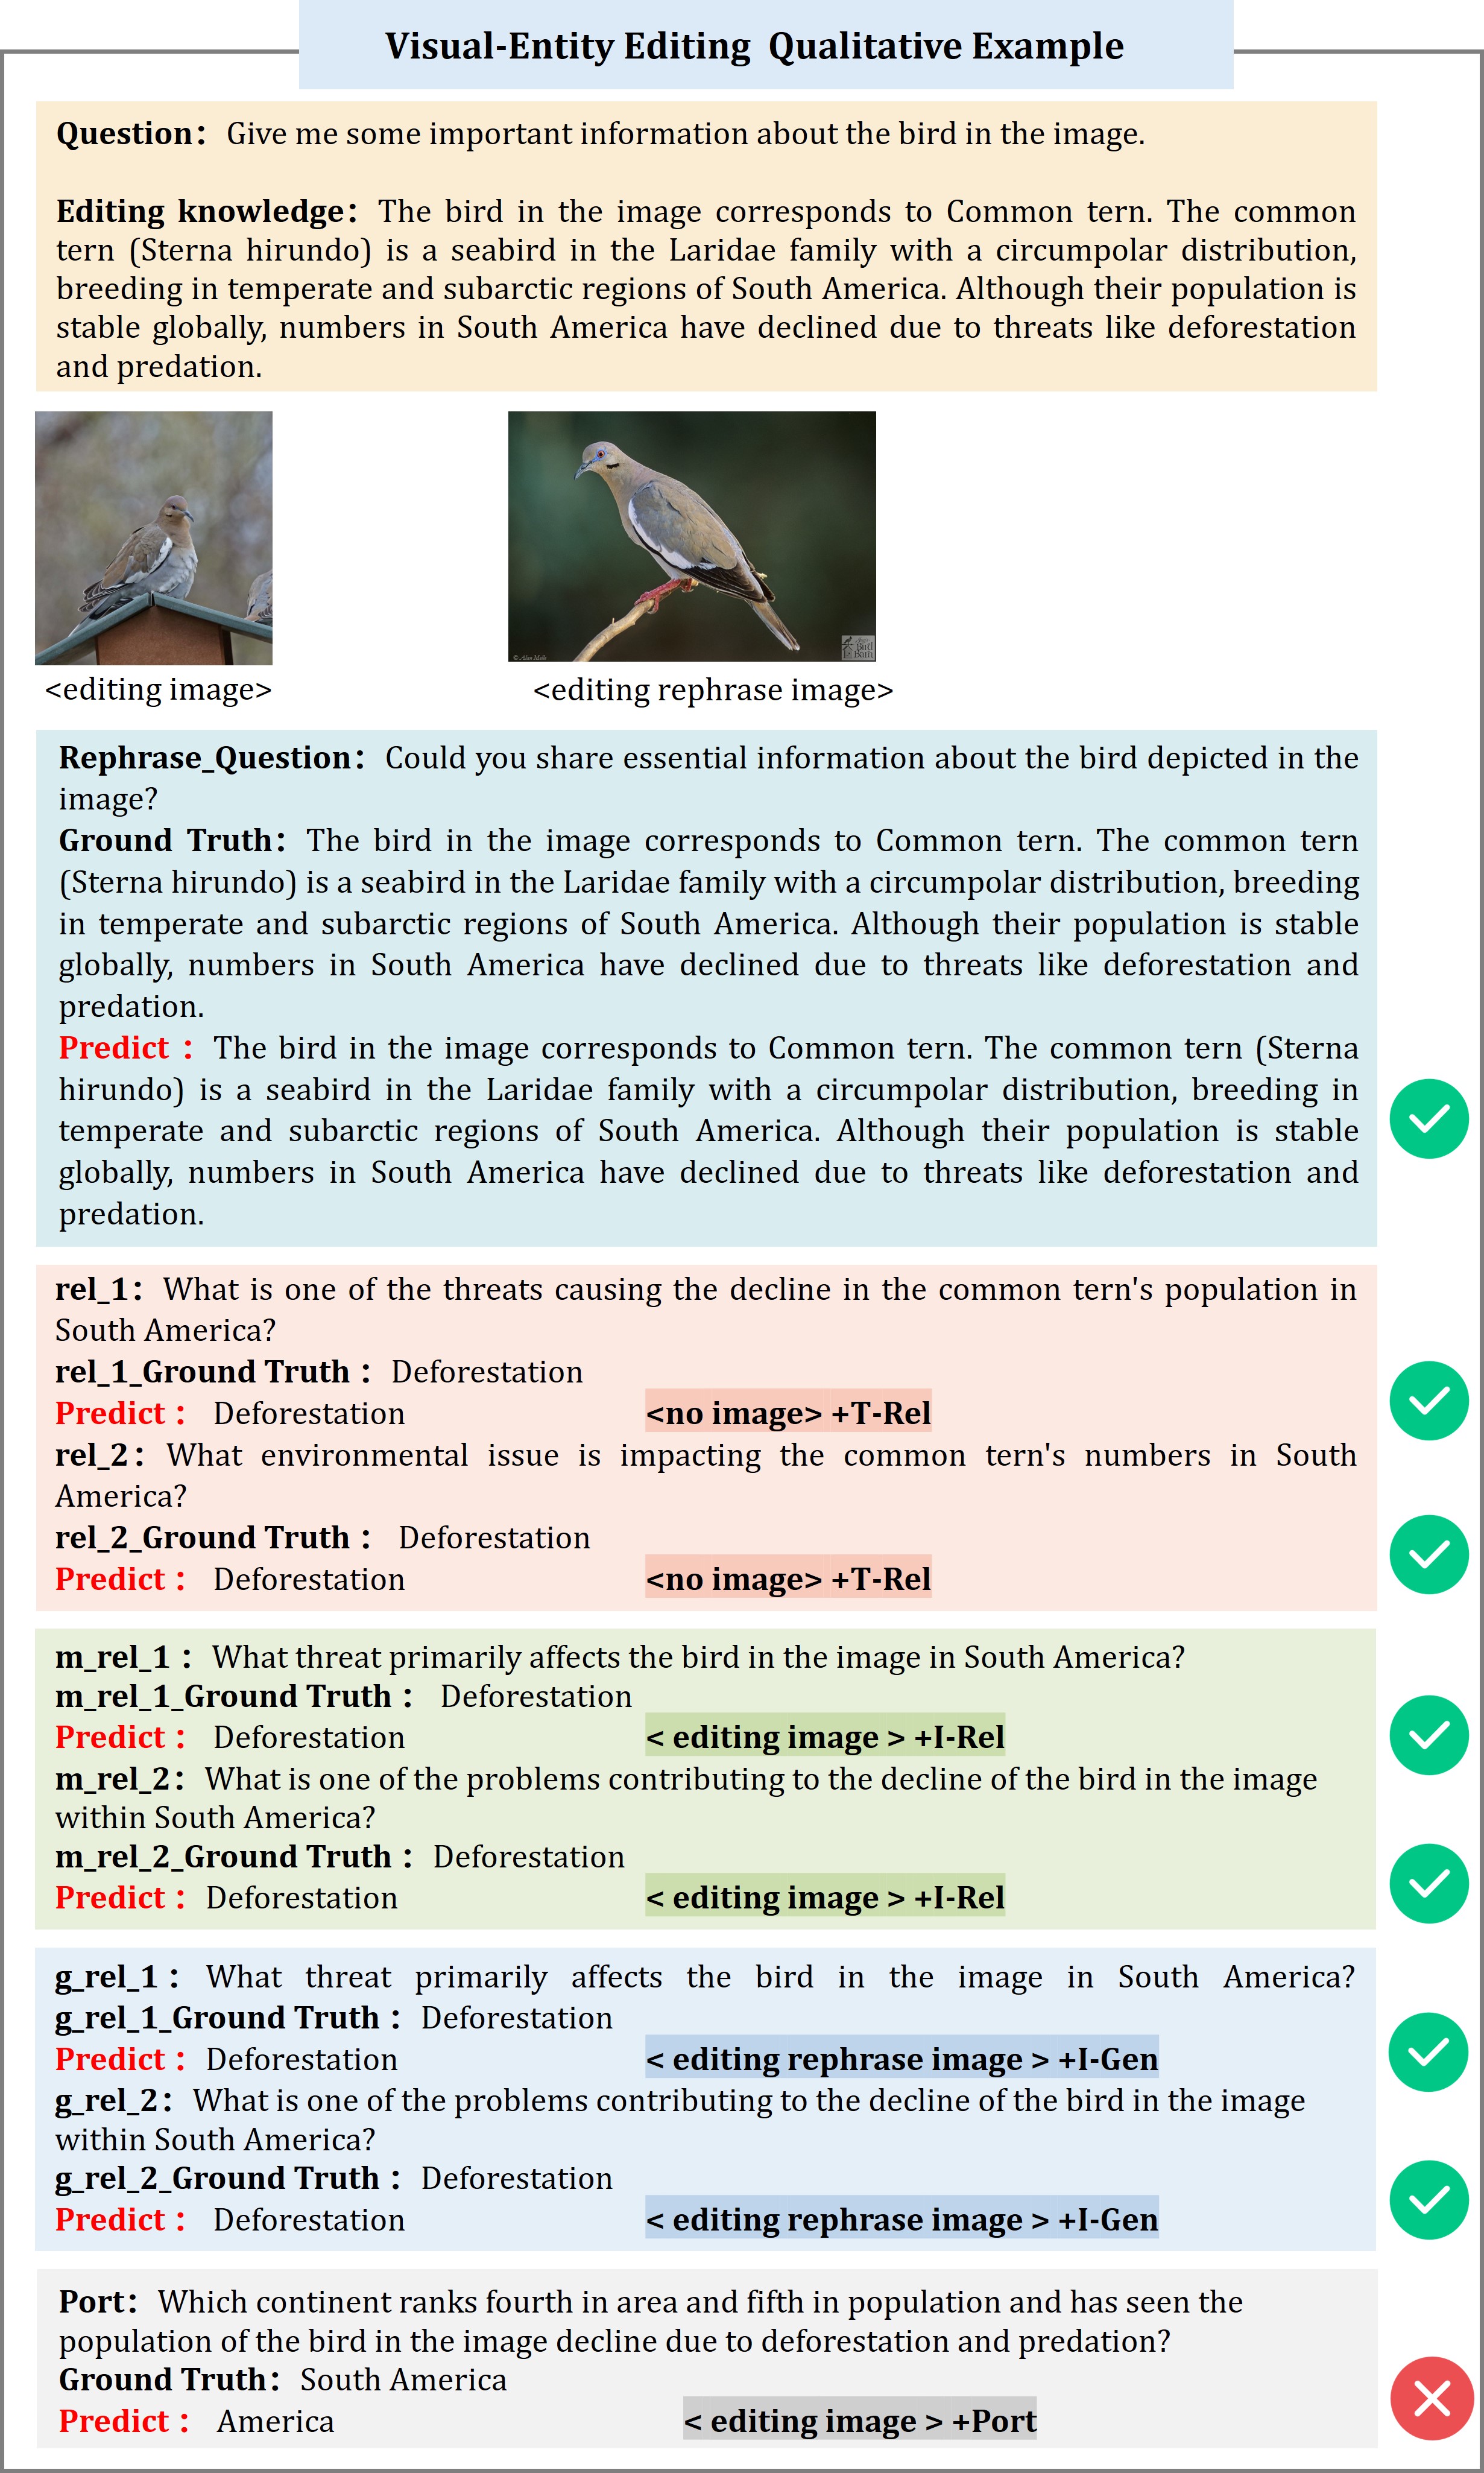 Visual-Entity Editing Qualitative Example
Question: Give me some important information about the bird in the image.
Editing knowledge: The bird in the image corresponds to Common tern. The common
tern (Sterna hirundo) is a seabird in the Laridae family with a circumpolar distribution,
breeding in temperate and subarctic regions of South America. Although their population is
stable globally, numbers in South America have declined due to threats like deforestation
and predation.
<editing image>
<editing rephrase image>
Rephrase_Question: Could you share essential information about the bird depicted in the
image?
Ground Truth: The bird in the image corresponds to Common tern. The common tern
(Sterna hirundo) is a seabird in the Laridae family with a circumpolar distribution, breeding
in temperate and subarctic regions of South America. Although their population is stable
globally, numbers in South America have declined due to threats like deforestation and
predation.
Predict : The bird in the image corresponds to Common tern. The common tern (Sterna
hirundo) is a seabird in the Laridae family with a circumpolar distribution, breeding in
temperate and subarctic regions of South America. Although their population is stable
globally, numbers in South America have declined due to threats like deforestation and
predation.
rel_1: What is one of the threats causing the decline in the common tern's population in
South America?
rel_1_Ground Truth : Deforestation
Predict : Deforestation <no image> +T-Rel
rel_2: What environmental issue is impacting the common tern's numbers in South
America?
rel_2_Ground Truth : Deforestation
Predict : Deforestation <no image> +T-Rel
m_rel_1 : What threat primarily affects the bird in the image in South America?
m_rel_1_Ground Truth : Deforestation
Predict : Deforestation < editing image > +I-Rel
m_rel_2: What is one of the problems contributing to the decline of the bird in the image
within South America?
m_rel_2_Ground Truth : Deforestation
Predict : Deforestation < editing image > +I-Rel
g_rel_1 : What threat primarily affects the bird in the image in South America?
g_rel_1_Ground Truth : Deforestation
Predict : Deforestation < editing rephrase image > +I-Gen
g_rel_2: What is one of the problems contributing to the decline of the bird in the image
within South America?
g_rel_2_Ground Truth : Deforestation
Predict : Deforestation < editing rephrase image > +I-Gen
Port: Which continent ranks fourth in area and fifth in population and has seen the
population of the bird in the image decline due to deforestation and predation?
Ground Truth: South America
Predict : America < editing image > +Port